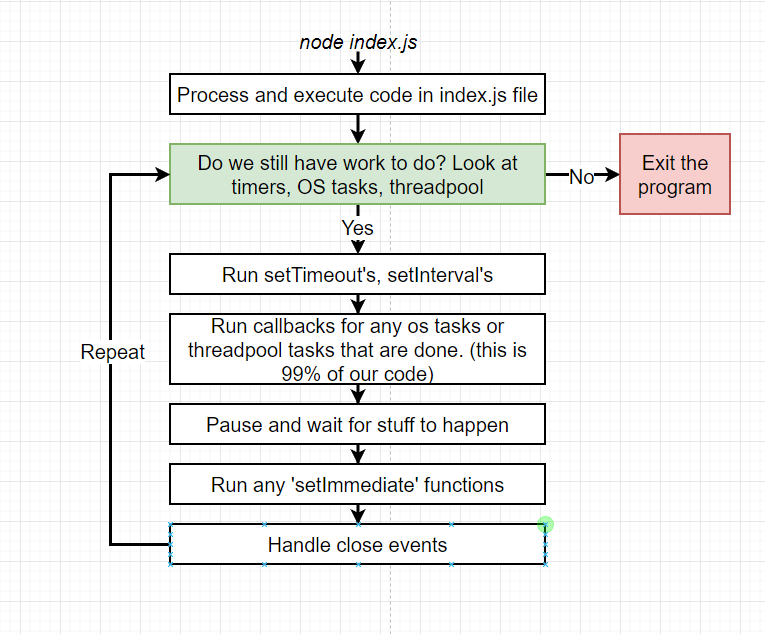 node index.js
Process and execute code in index.js file
Do we still have work to do? Look at
timers, OS tasks, threadpool
No
Exit the
program
Yes
Run setTimeout's, setInterval's
Run callbacks for any os tasks or
threadpool tasks that are done. (this is
99% of our code)
Repeat
Pause and wait for stuff to happen
Run any 'setImmediate' functions
Handle close events